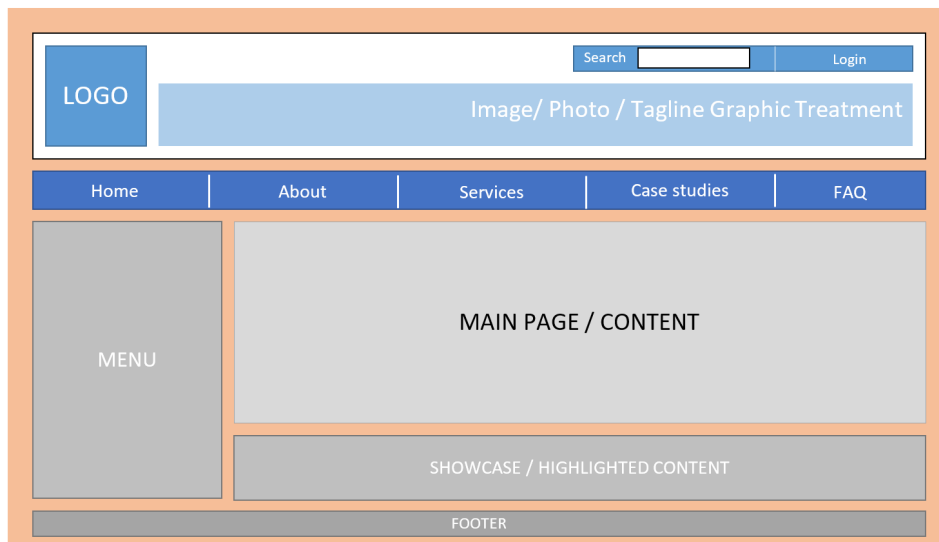 Search
Login
LOGO
Image/ Photo / Tagline Graphic Treatment
Home
About
Services
Case studies
FAQ
MENU
MAIN PAGE / CONTENT
SHOWCASE / HIGHLIGHTED CONTENT
FOOTER